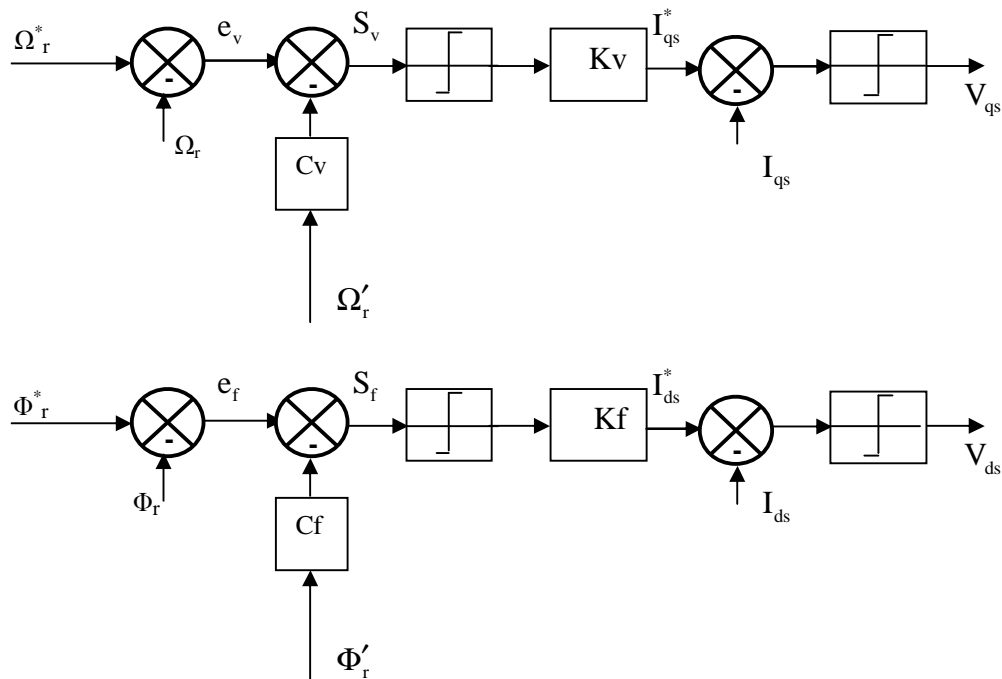 Ω*r
ev
Sv
I*qs
Kv
-
-
-
Vqs
Ωr
Cv
Iqs
Ω′r
Φ*r
ef
Sf
I*ds
Kf
-
-
-
Vds
Φr
Cf
Ids
Φ′r